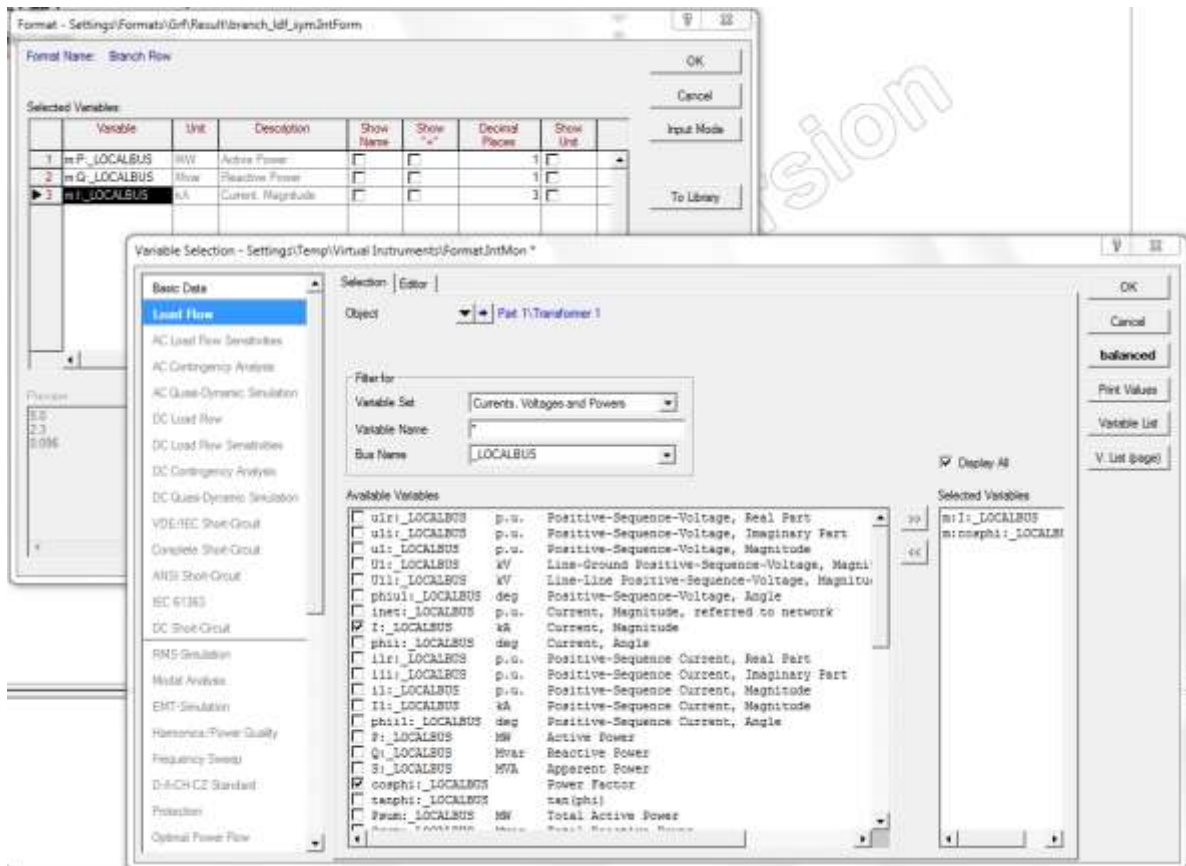 Format - Settings\Formats\Grf\Result\branch_ldf_sym.IntForm
Format Name: Branch Flow
OK
Cancel
Input Mode
To Library
Selected Variables
Variable Unit Description Show Name Show "=" Decimal Places Show Unit
1 m:P:_LOCALBUS MW Active Power 1
2 m:Q:_LOCALBUS Mvar Reactive Power 1
3 m:I:_LOCALBUS kA Current, Magnitude 3
Preview
5.0
2.3
0.096
sion
Variable Selection - Settings\Temp\Virtual Instruments\Format.IntMon *
Basic Data
Load Flow
AC Load Flow Sensitivities
AC Contingency Analysis
AC Quasi-Dynamic Simulation
DC Load Flow
DC Load Flow Sensitivities
DC Contingency Analysis
DC Quasi-Dynamic Simulation
VDE/IEC Short-Circuit
Complete Short-Circuit
ANSI Short-Circuit
IEC 61363
DC Short-Circuit
RMS-Simulation
Modal Analysis
EMT-Simulation
Harmonics/Power Quality
Frequency Sweep
D-A-CH-CZ Standard
Protection
Optimal Power Flow
Selection Editor
Object Part 1\Transformer 1
Filter for
Variable Set Currents, Voltages and Powers
Variable Name *
Bus Name _LOCALBUS
Display All
Available Variables
u1r:_LOCALBUS p.u. Positive-Sequence-Voltage, Real Part
u1i:_LOCALBUS p.u. Positive-Sequence-Voltage, Imaginary Part
u1:_LOCALBUS p.u. Positive-Sequence-Voltage, Magnitude
U1:_LOCALBUS kV Line-Ground Positive-Sequence-Voltage, Magni
U1l:_LOCALBUS kV Line-Line Positive-Sequence-Voltage, Magnitu
phiu1:_LOCALBUS deg Positive-Sequence-Voltage, Angle
inet:_LOCALBUS p.u. Current, Magnitude, referred to network
I:_LOCALBUS kA Current, Magnitude
phii:_LOCALBUS deg Current, Angle
i1r:_LOCALBUS p.u. Positive-Sequence Current, Real Part
i1i:_LOCALBUS p.u. Positive-Sequence Current, Imaginary Part
i1:_LOCALBUS p.u. Positive-Sequence Current, Magnitude
I1:_LOCALBUS kA Positive-Sequence Current, Magnitude
phii1:_LOCALBUS deg Positive-Sequence Current, Angle
P:_LOCALBUS MW Active Power
Q:_LOCALBUS Mvar Reactive Power
S:_LOCALBUS MVA Apparent Power
cosphi:_LOCALBUS Power Factor
tanphi:_LOCALBUS tan(phi)
Psum:_LOCALBUS MW Total Active Power
>>
<<
Selected Variables
m:I:_LOCALBUS
m:cosphi:_LOCALBU
OK
Cancel
balanced
Print Values
Variable List
V. List (page)